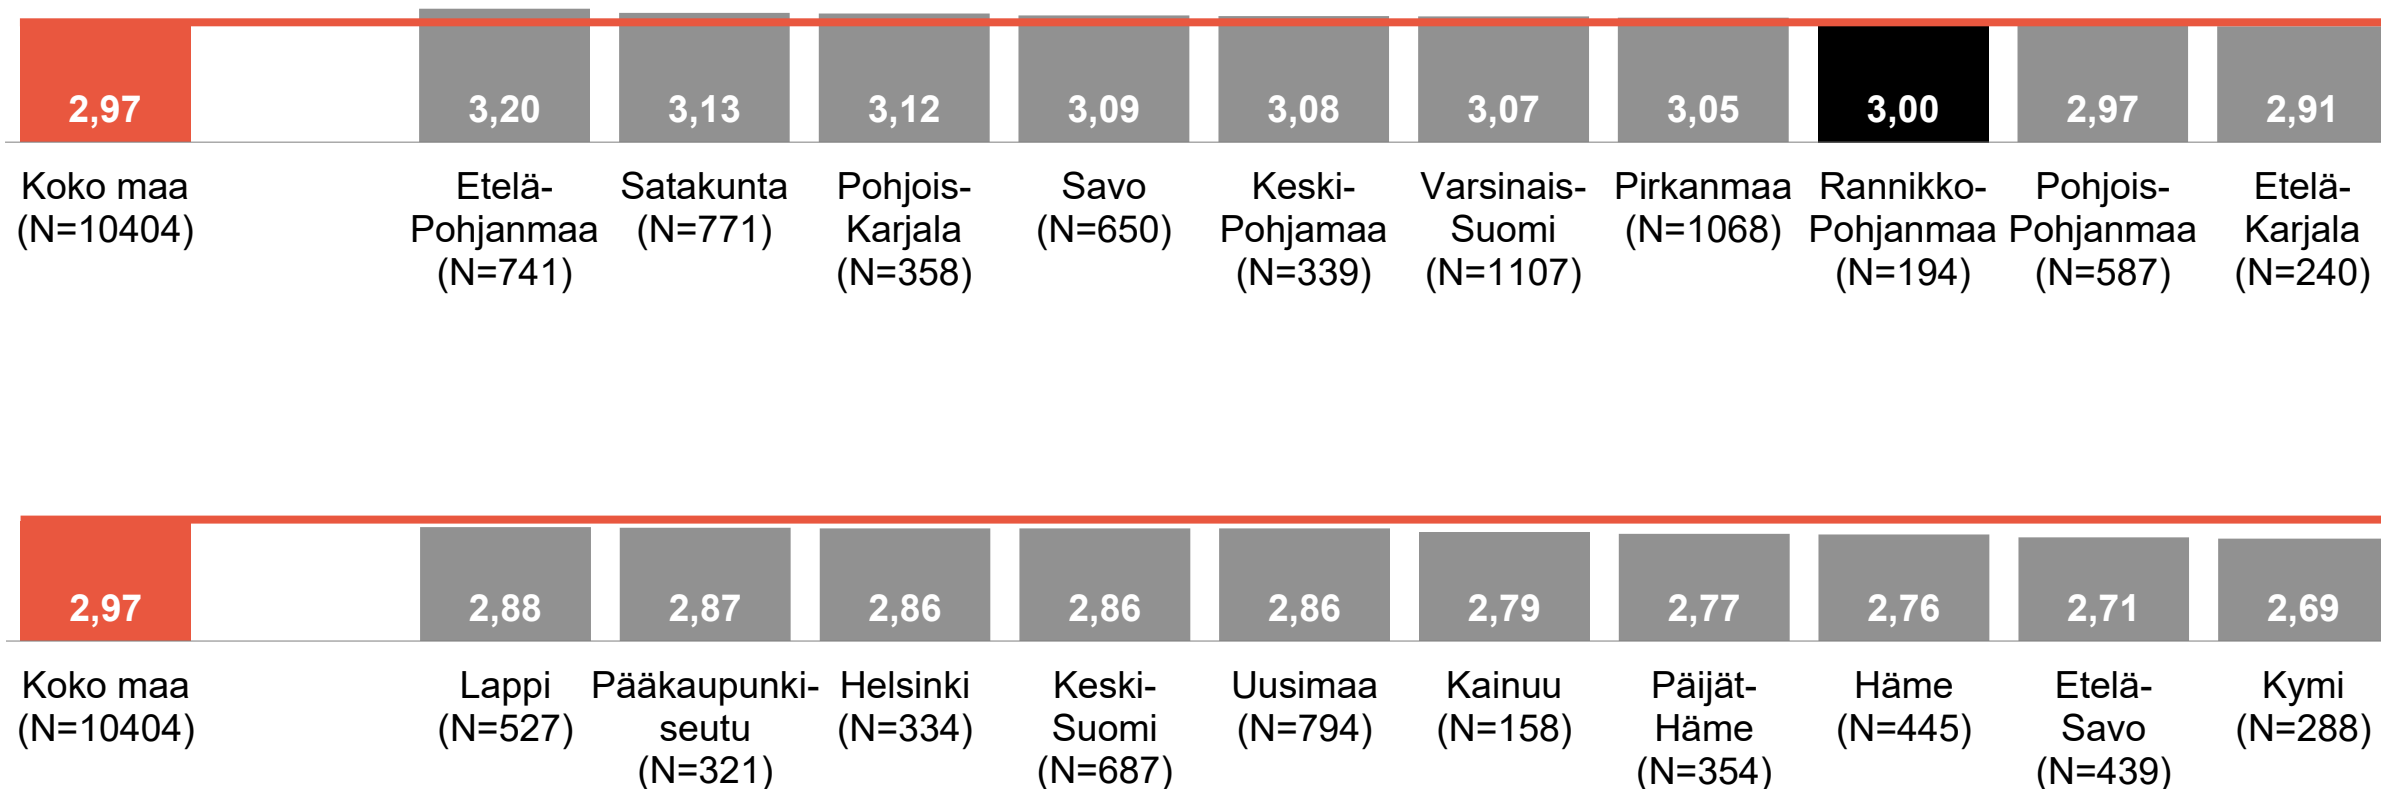 2,97 3,20 3,13 3,12 3,09 3,08 3,07 3,05 3,00 2,97 2,91
Koko maa Etelä- Satakunta Pohjois- Savo Keski- Varsinais- Pirkanmaa Rannikko- Pohjois- Etelä-
(N=10404) Pohjanmaa (N=771) Karjala (N=650) Pohjamaa Suomi (N=1068) Pohjanmaa Pohjanmaa Karjala
(N=741) (N=358) (N=339) (N=1107) (N=194) (N=587) (N=240)
2,97 2,88 2,87 2,86 2,86 2,86 2,79 2,77 2,76 2,71 2,69
Koko maa Lappi Pääkaupunki- Helsinki Keski- Uusimaa Kainuu Päijät- Häme Etelä- Kymi
(N=10404) (N=527) seutu (N=334) Suomi (N=794) (N=158) Häme (N=445) Savo (N=288)
(N=321) (N=687) (N=354) (N=439)